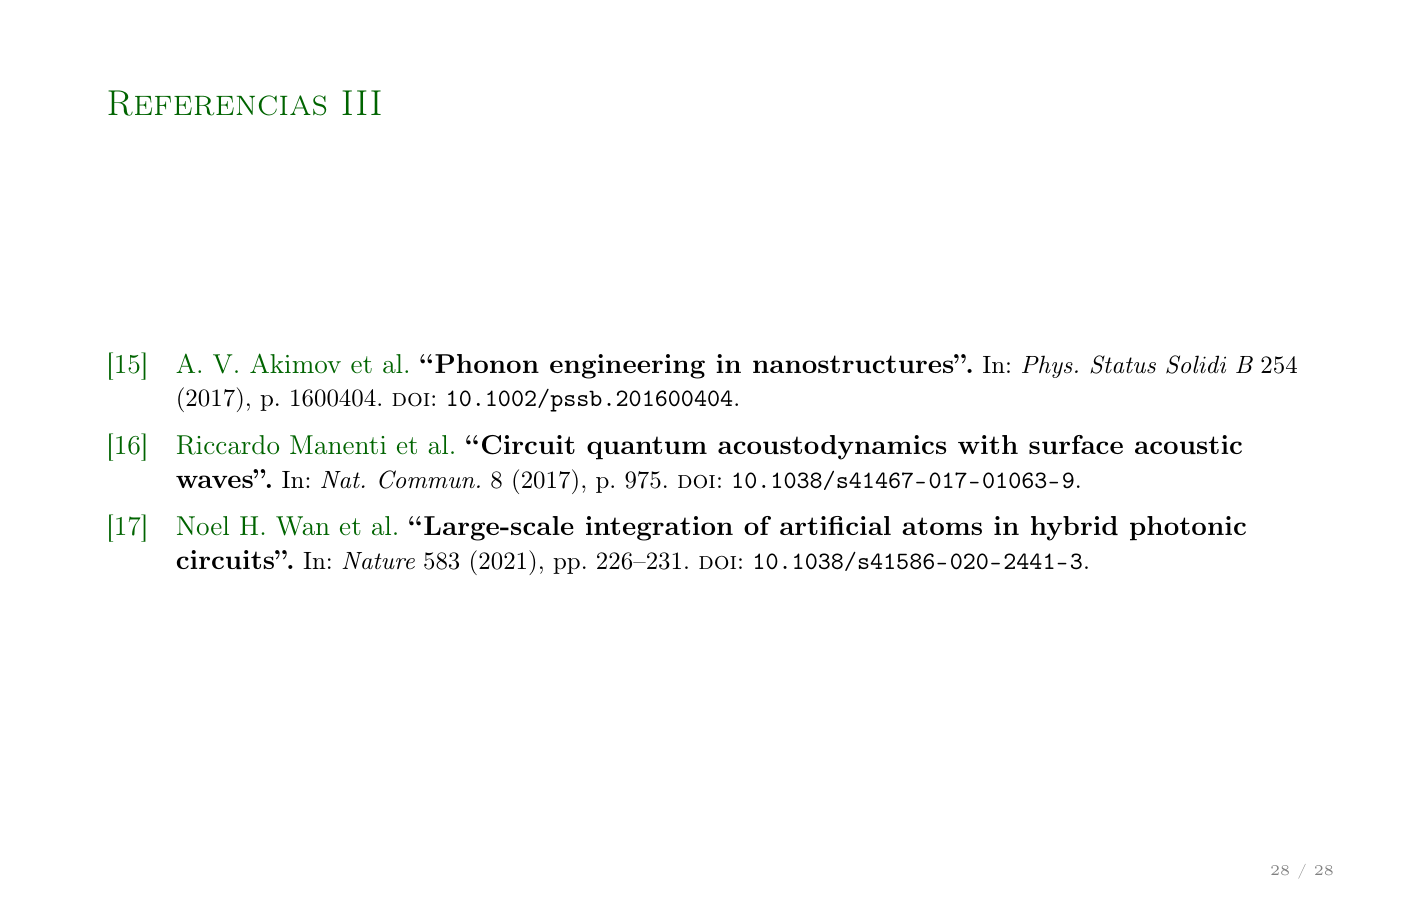 Referencias III
[15] A. V. Akimov et al. “Phonon engineering in nanostructures”. In: Phys. Status Solidi B 254
(2017), p. 1600404. doi: 10.1002/pssb.201600404.
[16] Riccardo Manenti et al. “Circuit quantum acoustodynamics with surface acoustic
waves”. In: Nat. Commun. 8 (2017), p. 975. doi: 10.1038/s41467-017-01063-9.
[17] Noel H. Wan et al. “Large-scale integration of artificial atoms in hybrid photonic
circuits”. In: Nature 583 (2021), pp. 226–231. doi: 10.1038/s41586-020-2441-3.
28 / 28